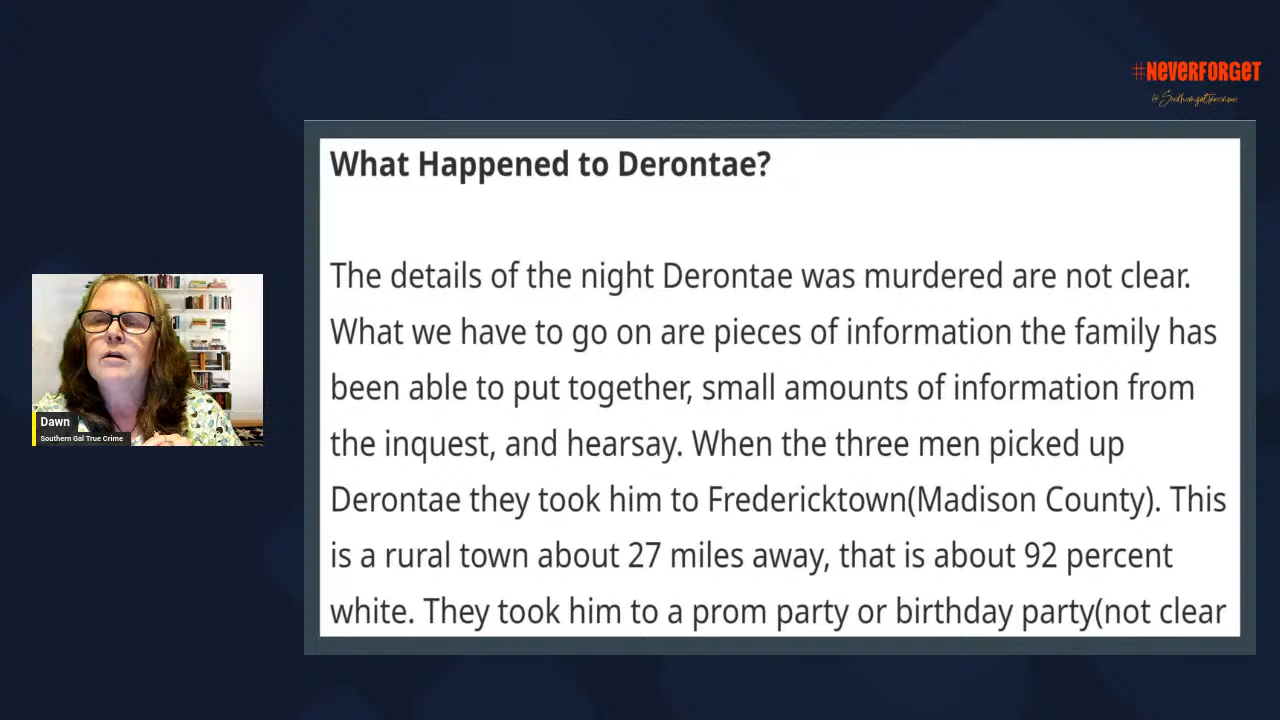 #NEVERFORGET
@Southerngaltruecrime
What Happened to Derontae?
The details of the night Derontae was murdered are not clear.
What we have to go on are pieces of information the family has
been able to put together, small amounts of information from
the inquest, and hearsay. When the three men picked up
Derontae they took him to Fredericktown(Madison County). This
is a rural town about 27 miles away, that is about 92 percent
white. They took him to a prom party or birthday party(not clear
Dawn
Southern Gal True Crime